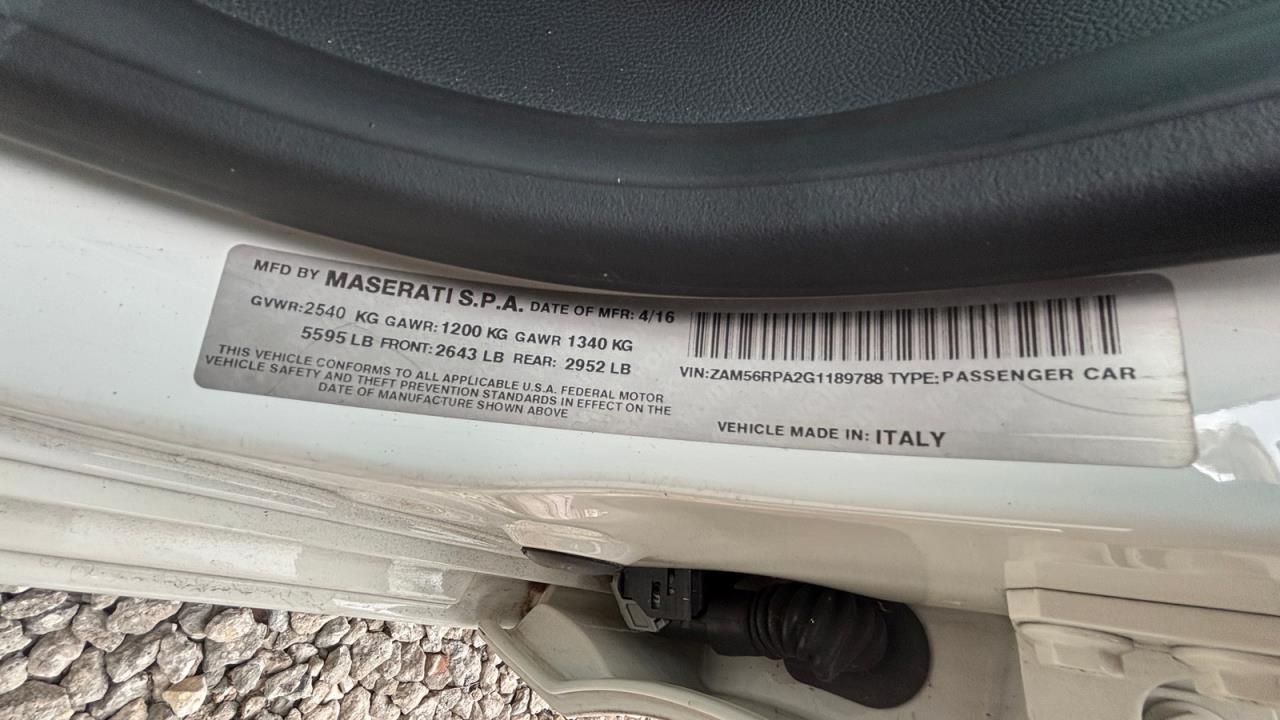 MFD BY MASERATI S.P.A. DATE OF MFR: 4/16
GVWR:2540 KG GAWR:1200 KG GAWR 1340 KG
5595 LB FRONT:2643 LB REAR: 2952 LB
THIS VEHICLE CONFORMS TO ALL APPLICABLE U.S.A. FEDERAL MOTOR
VEHICLE SAFETY AND THEFT PREVENTION STANDARDS IN EFFECT ON THE
DATE OF MANUFACTURE SHOWN ABOVE
VIN:ZAM56RPA2G1189788 TYPE:PASSENGER CAR
VEHICLE MADE IN: ITALY